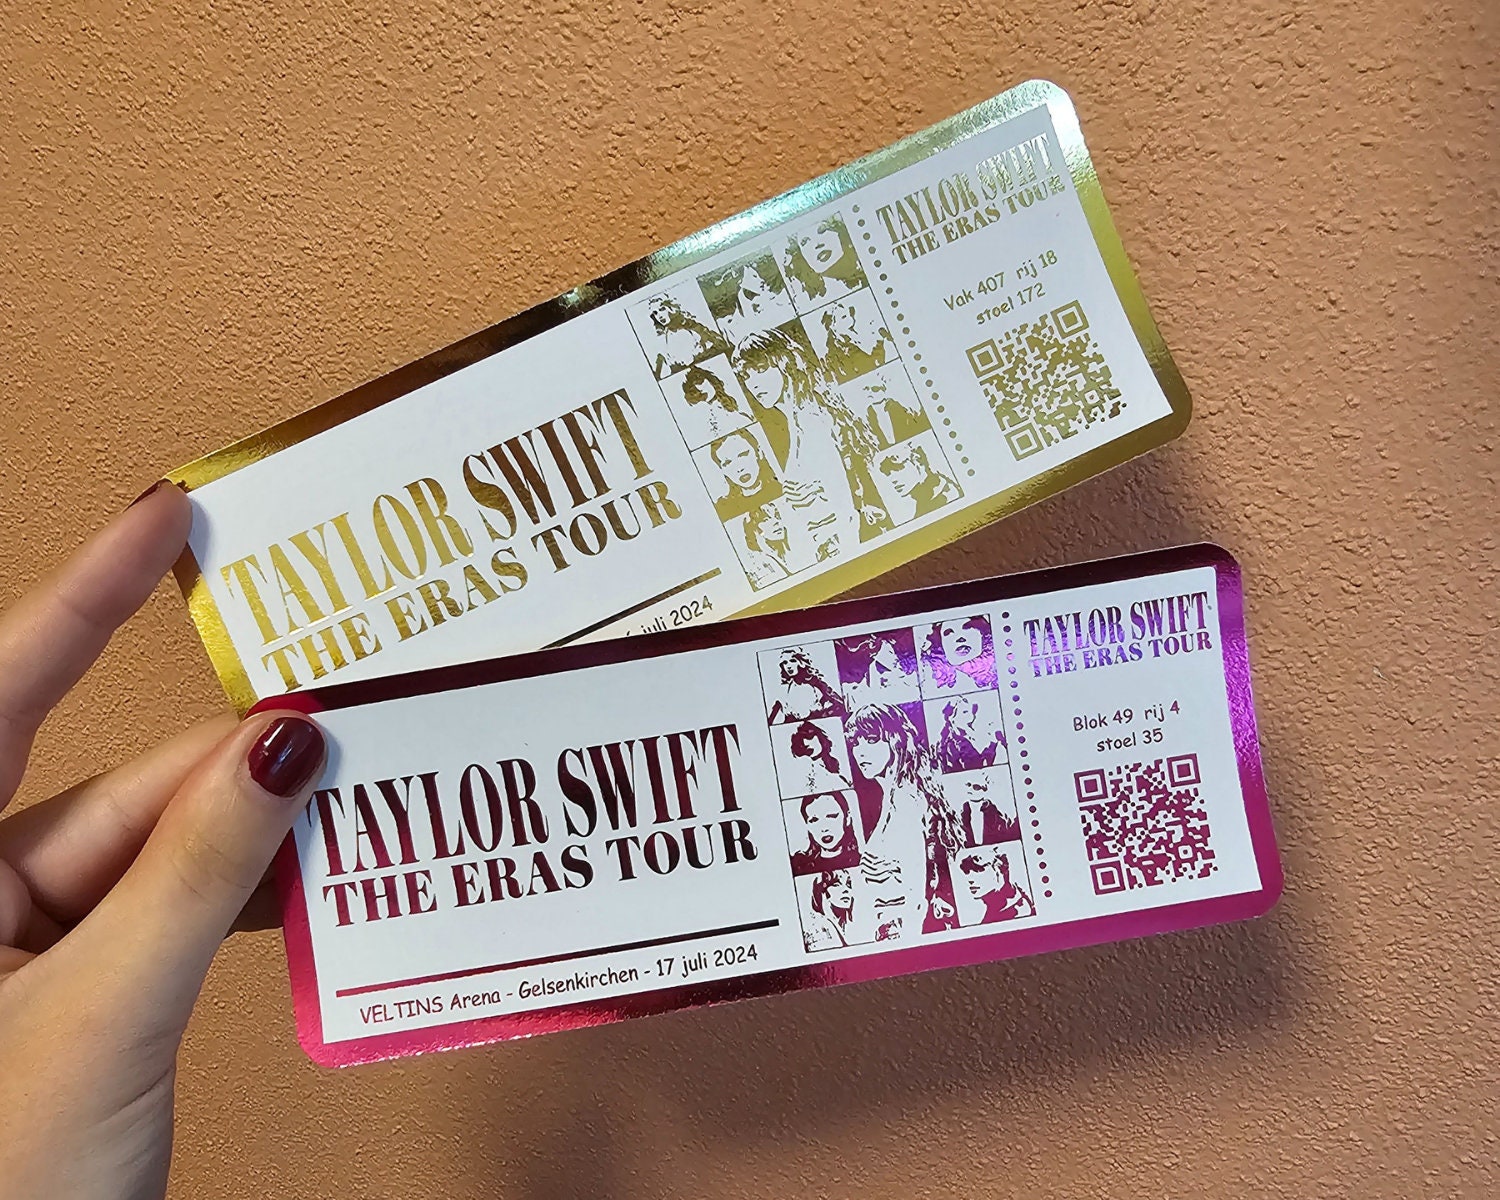 TAYLOR SWIFT
THE ERAS TOUR
juli 2024
TAYLOR SWIFT
THE ERAS TOUR
Vak 407 rij 18
stoel 172
TAYLOR SWIFT
THE ERAS TOUR
VELTINS Arena - Gelsenkirchen - 17 juli 2024
TAYLOR SWIFT
THE ERAS TOUR
Blok 49 rij 4
stoel 35